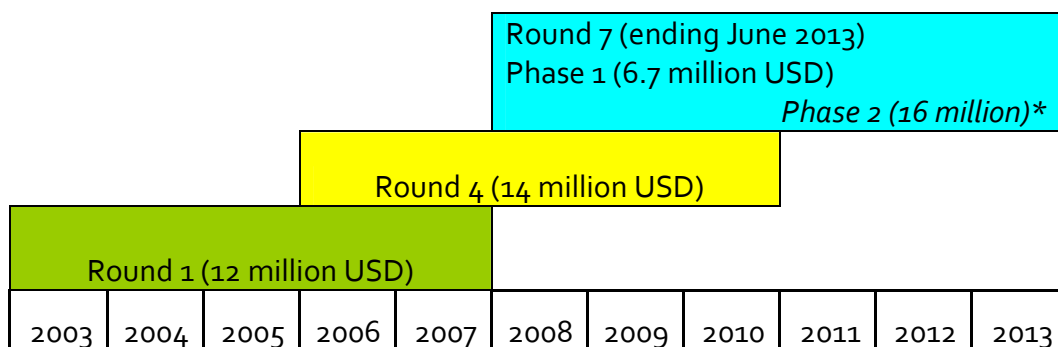 Round 7 (ending June 2013)
Phase 1 (6.7 million USD)
Phase 2 (16 million)*
Round 4 (14 million USD)
Round 1 (12 million USD)
2003 2004 2005 2006 2007 2008 2009 2010 2011 2012 2013